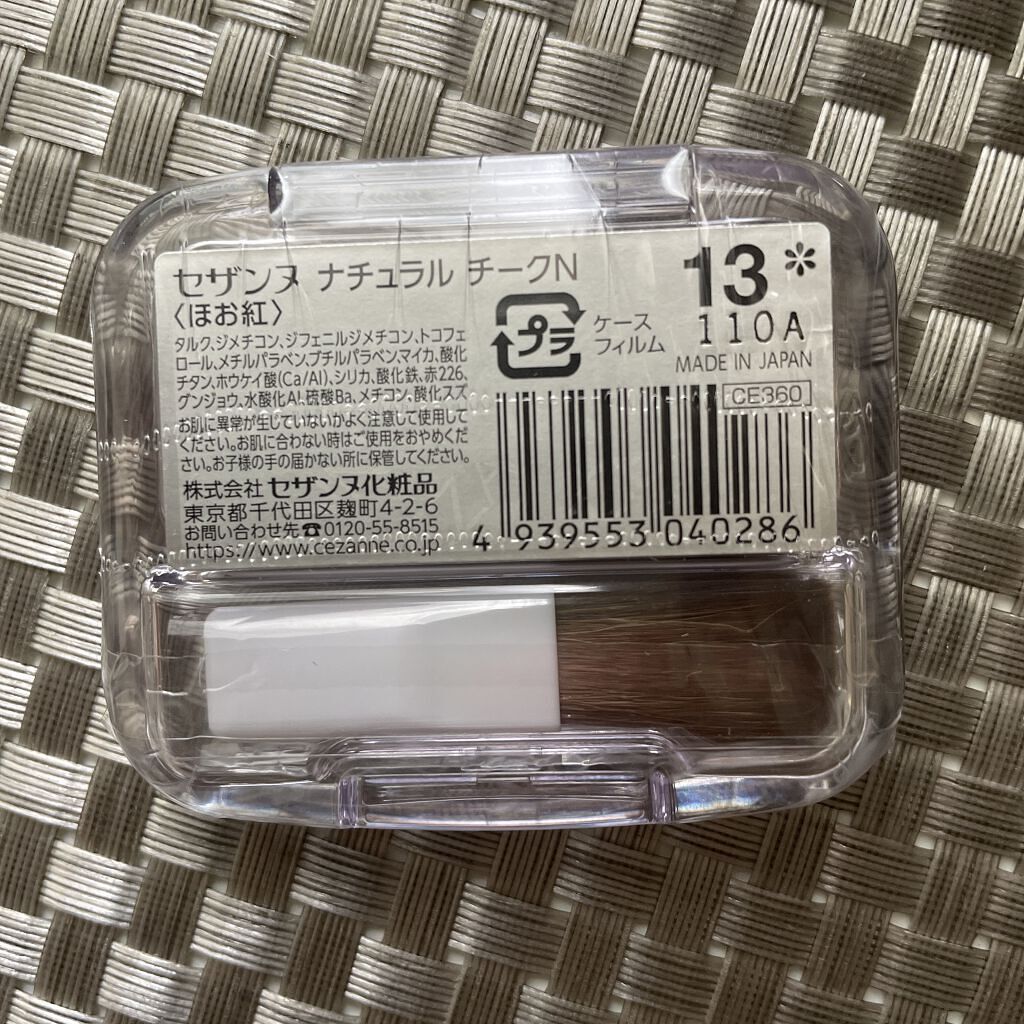 セザンヌ ナチュラル チークN
〈ほお紅〉
タルク、ジメチコン、ジフェニルジメチコン、トコフェ
ロール、メチルパラベン、ブチルパラベン、マイカ、酸化
チタン、ホウケイ酸(Ca/Al)、シリカ、酸化鉄、赤226、
グンジョウ、水酸化Al、硫酸Ba、メチコン、酸化スズ
お肌に異常が生じていないかよく注意して使用して
ください。お肌に合わない時はご使用をおやめくだ
さい。お子様の手の届かない所に保管してください。
株式会社 セザンヌ化粧品
東京都千代田区麹町4-2-6
お問い合わせ先☎0120-55-8515
https://www.cezanne.co.jp
プラ
ケース
フィルム
13*
110A
MADE IN JAPAN
CE360
4 939553 040286